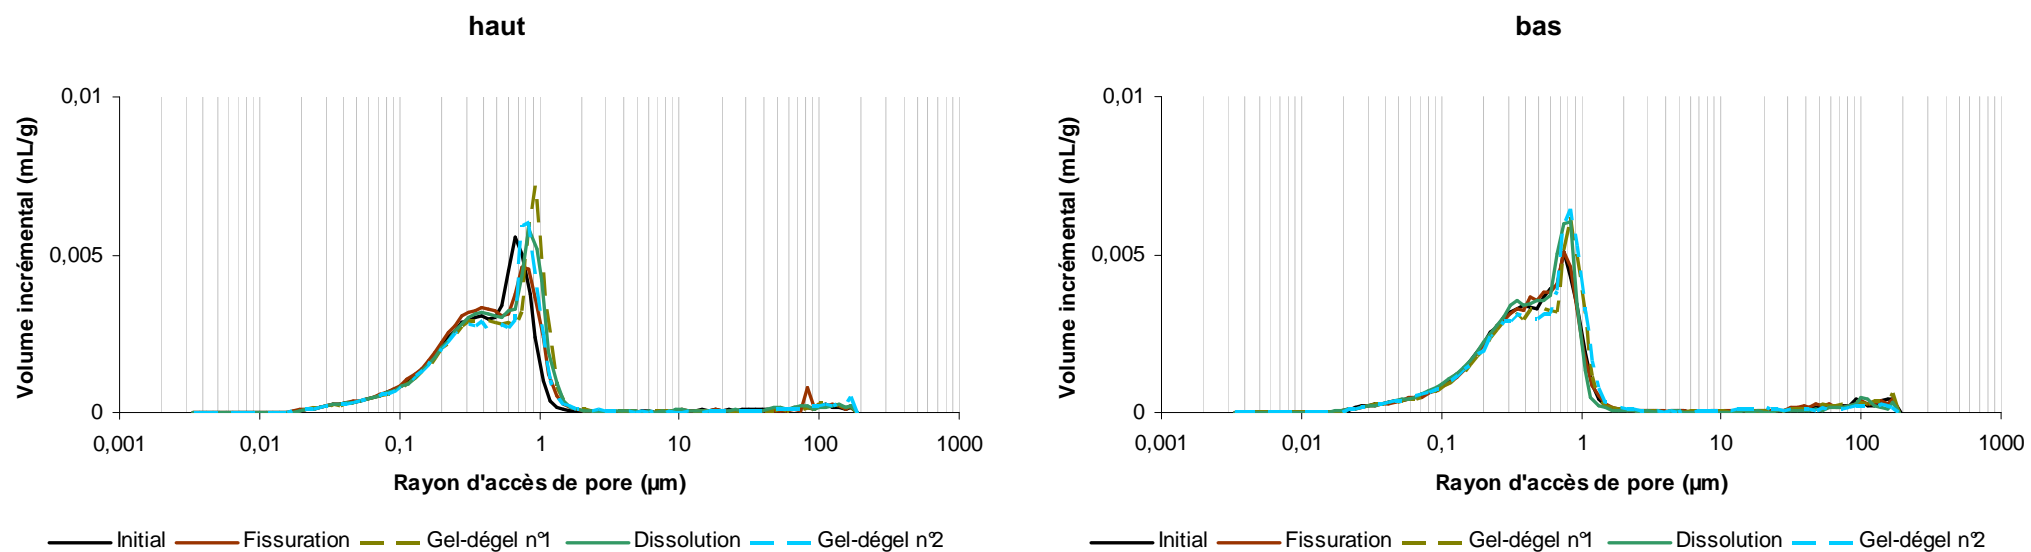 haut
0,01
0,005
0
Volume incrémental (mL/g)
0,001 0,01 0,1 1 10 100 1000
Rayon d'accès de pore (µm)
Initial Fissuration Gel-dégel n°1 Dissolution Gel-dégel n°2
bas
0,01
0,005
0
Volume incrémental (mL/g)
0,001 0,01 0,1 1 10 100 1000
Rayon d'accès de pore (µm)
Initial Fissuration Gel-dégel n°1 Dissolution Gel-dégel n°2